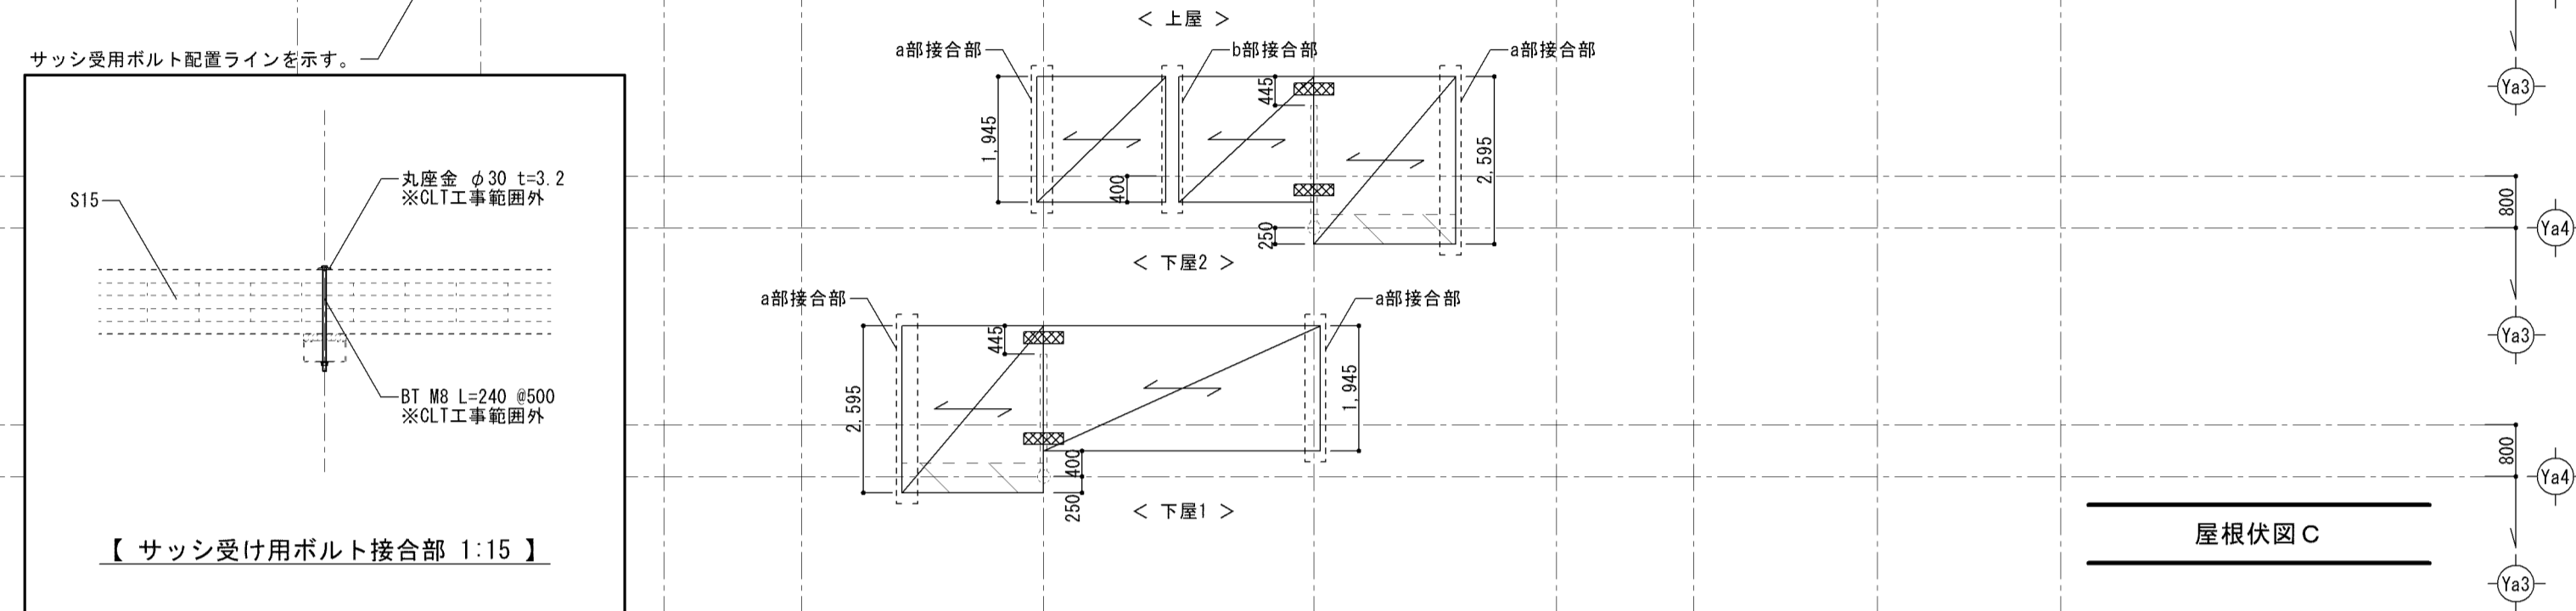 サッシ受用ボルト配置ラインを示す。
S15
丸座金 φ30 t=3.2
※CLT工事範囲外
BT M8 L=240 @500
※CLT工事範囲外
【 サッシ受け用ボルト接合部 1:15 】
< 上屋 >
a部接合部
b部接合部
a部接合部
1,945
400
445
250
2,595
< 下屋2 >
a部接合部
a部接合部
2,595
445
400
250
1,945
< 下屋1 >
Ya3
800
Ya4
Ya3
800
Ya4
Ya3
屋根伏図C